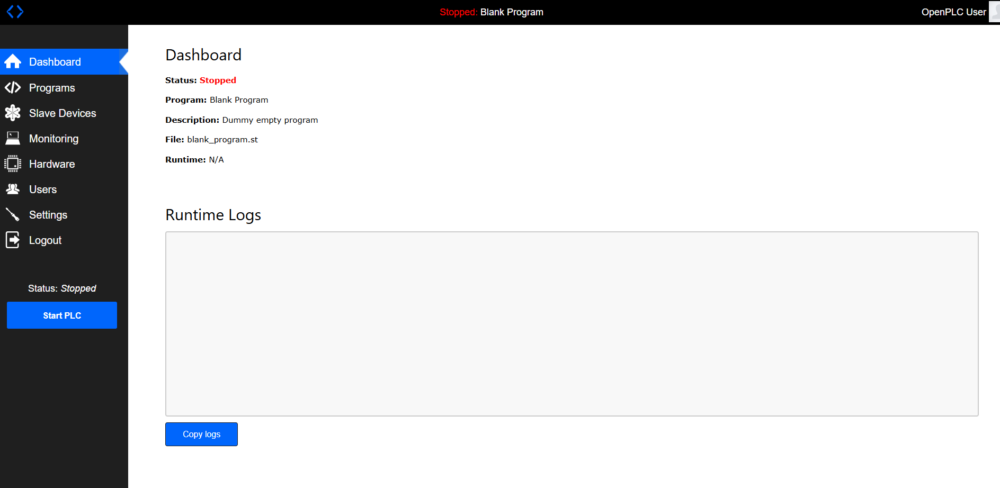 Stopped: Blank Program
OpenPLC User
Dashboard
Programs
Slave Devices
Monitoring
Hardware
Users
Settings
Logout
Status: Stopped
Start PLC
Dashboard
Status: Stopped
Program: Blank Program
Description: Dummy empty program
File: blank_program.st
Runtime: N/A
Runtime Logs
Copy logs